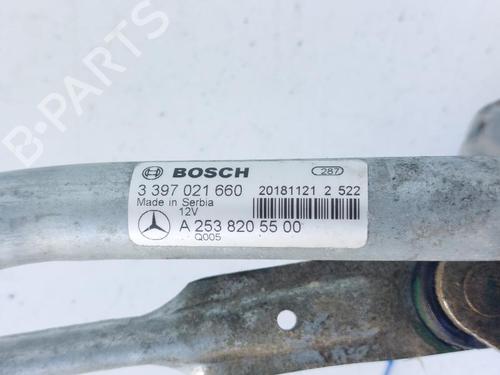 BOSCH 287
3 397 021 660 20181121 2 522
Made in Serbia
12V
A 253 820 55 00
Q005
B-PARTS